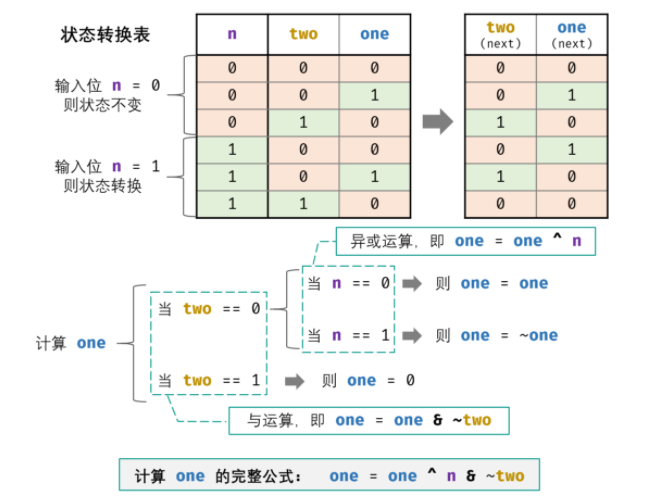 状态转换表
n two one
two (next) one (next)
输入位 n = 0
则状态不变
0 0 0 0 0
0 0 1 0 1
0 1 0 1 0
输入位 n = 1
则状态转换
1 0 0 0 1
1 0 1 1 0
1 1 0 0 0
异或运算, 即 one = one ^ n
计算 one
当 two == 0
当 n == 0 则 one = one
当 n == 1 则 one = ~one
当 two == 1 则 one = 0
与运算, 即 one = one & ~two
计算 one 的完整公式: one = one ^ n & ~two